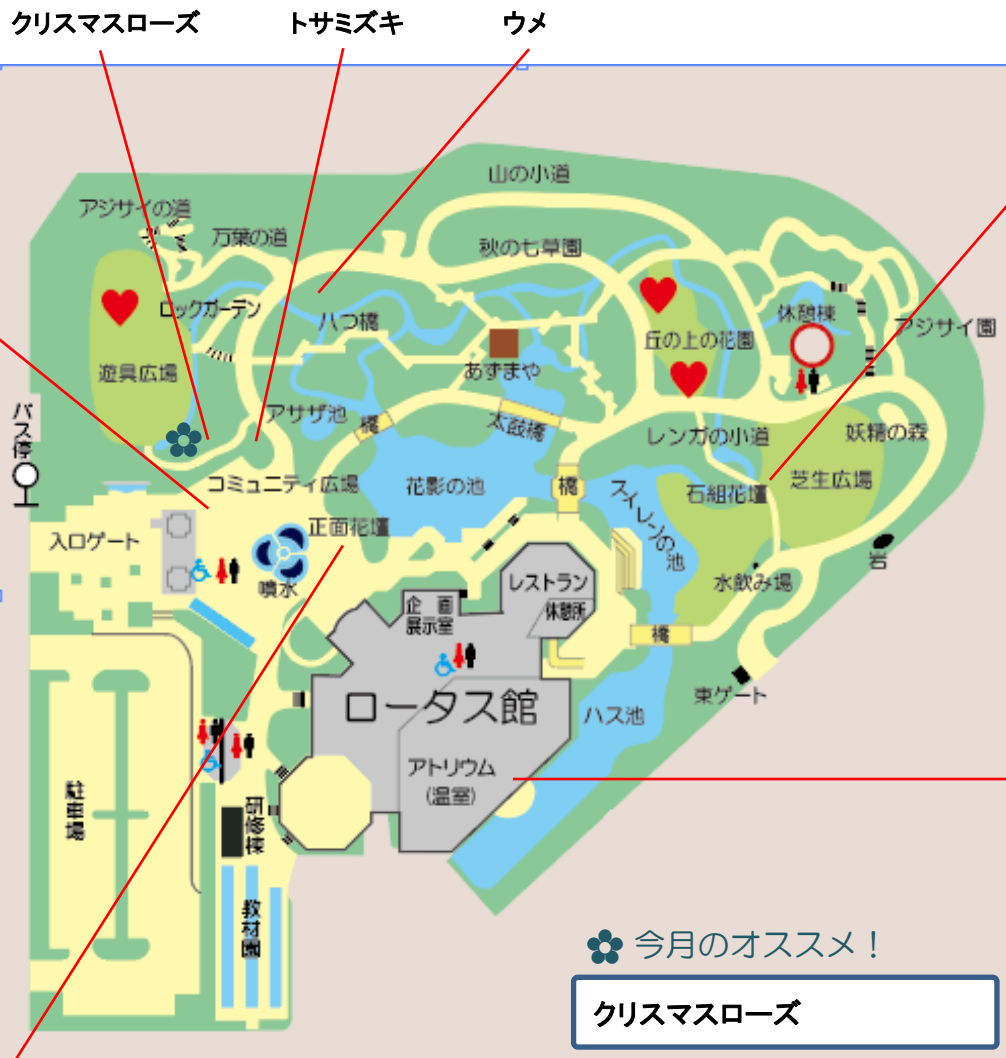 クリスマスローズ
トサミズキ
ウメ
山の小道
アジサイの道
万葉の道
秋の七草園
ロックガーデン
八つ橋
休憩棟
アジサイ園
丘の上の花園
遊具広場
あずまや
バス停
アサザ池
橋
太鼓橋
レンガの小道
妖精の森
コミュニティ広場
花影の池
橋
ストレーンの池
石組花壇
芝生広場
正面花壇
入口ゲート
岩
噴水
レストラン
水飲み場
企画
展示室
休憩所
橋
ロータス館
東ゲート
ハス池
アトリウム
(温室)
駐車場
研修棟
教材園
今月のオススメ!
クリスマスローズ